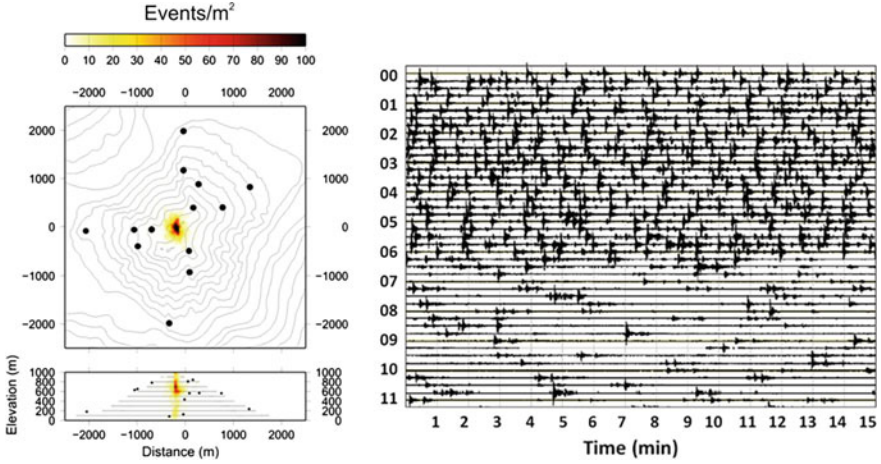 Events/m²
0 10 20 30 40 50 60 70 80 90 100
−2000 −1000 0 1000 2000
2000 2000
1000 1000
0 0
−1000 −1000
−2000 −2000
Elevation (m)
1000 1000
800 800
600 600
400 400
200 200
0 0
−2000 −1000 0 1000 2000
Distance (m)
00
01
02
03
04
05
06
07
08
09
10
11
1 2 3 4 5 6 7 8 9 10 11 12 13 14 15
Time (min)